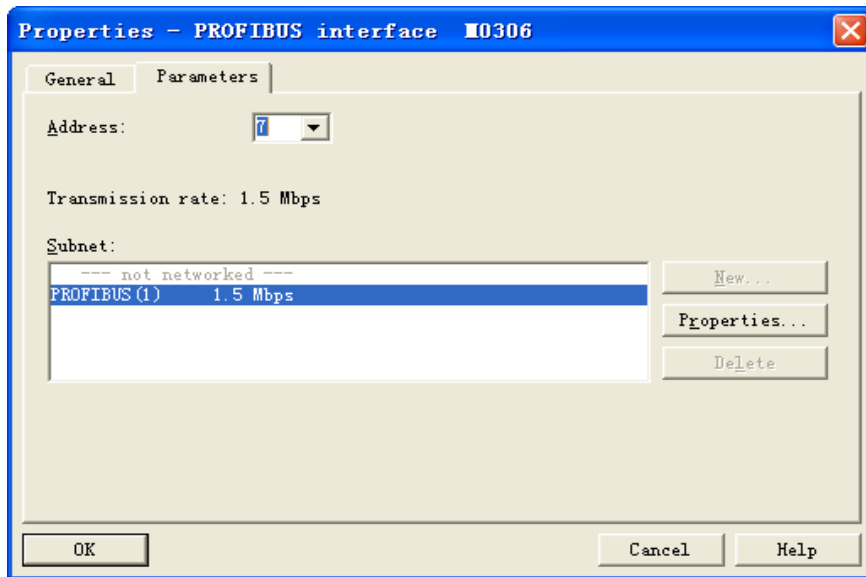 Properties - PROFIBUS interface M0306
General Parameters
Address: 7
Transmission rate: 1.5 Mbps
Subnet:
--- not networked ---
PROFIBUS(1) 1.5 Mbps
New...
Properties...
Delete
OK Cancel Help